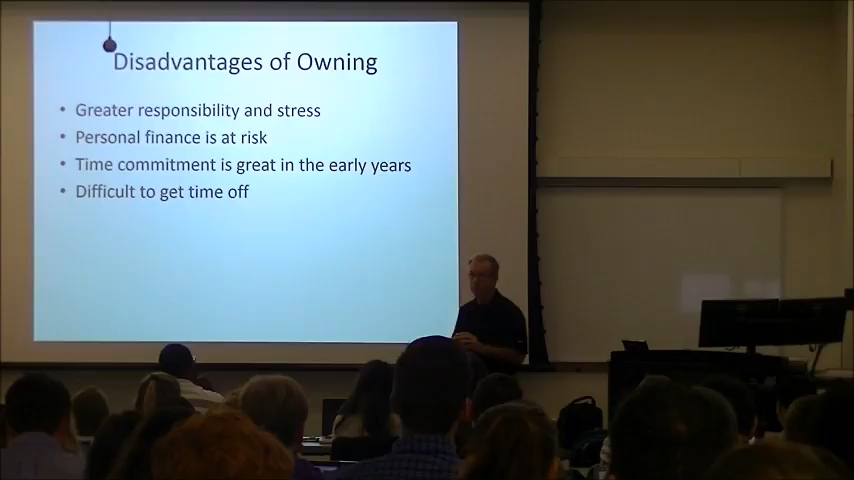 Disadvantages of Owning
• Greater responsibility and stress
• Personal finance is at risk
• Time commitment is great in the early years
• Difficult to get time off